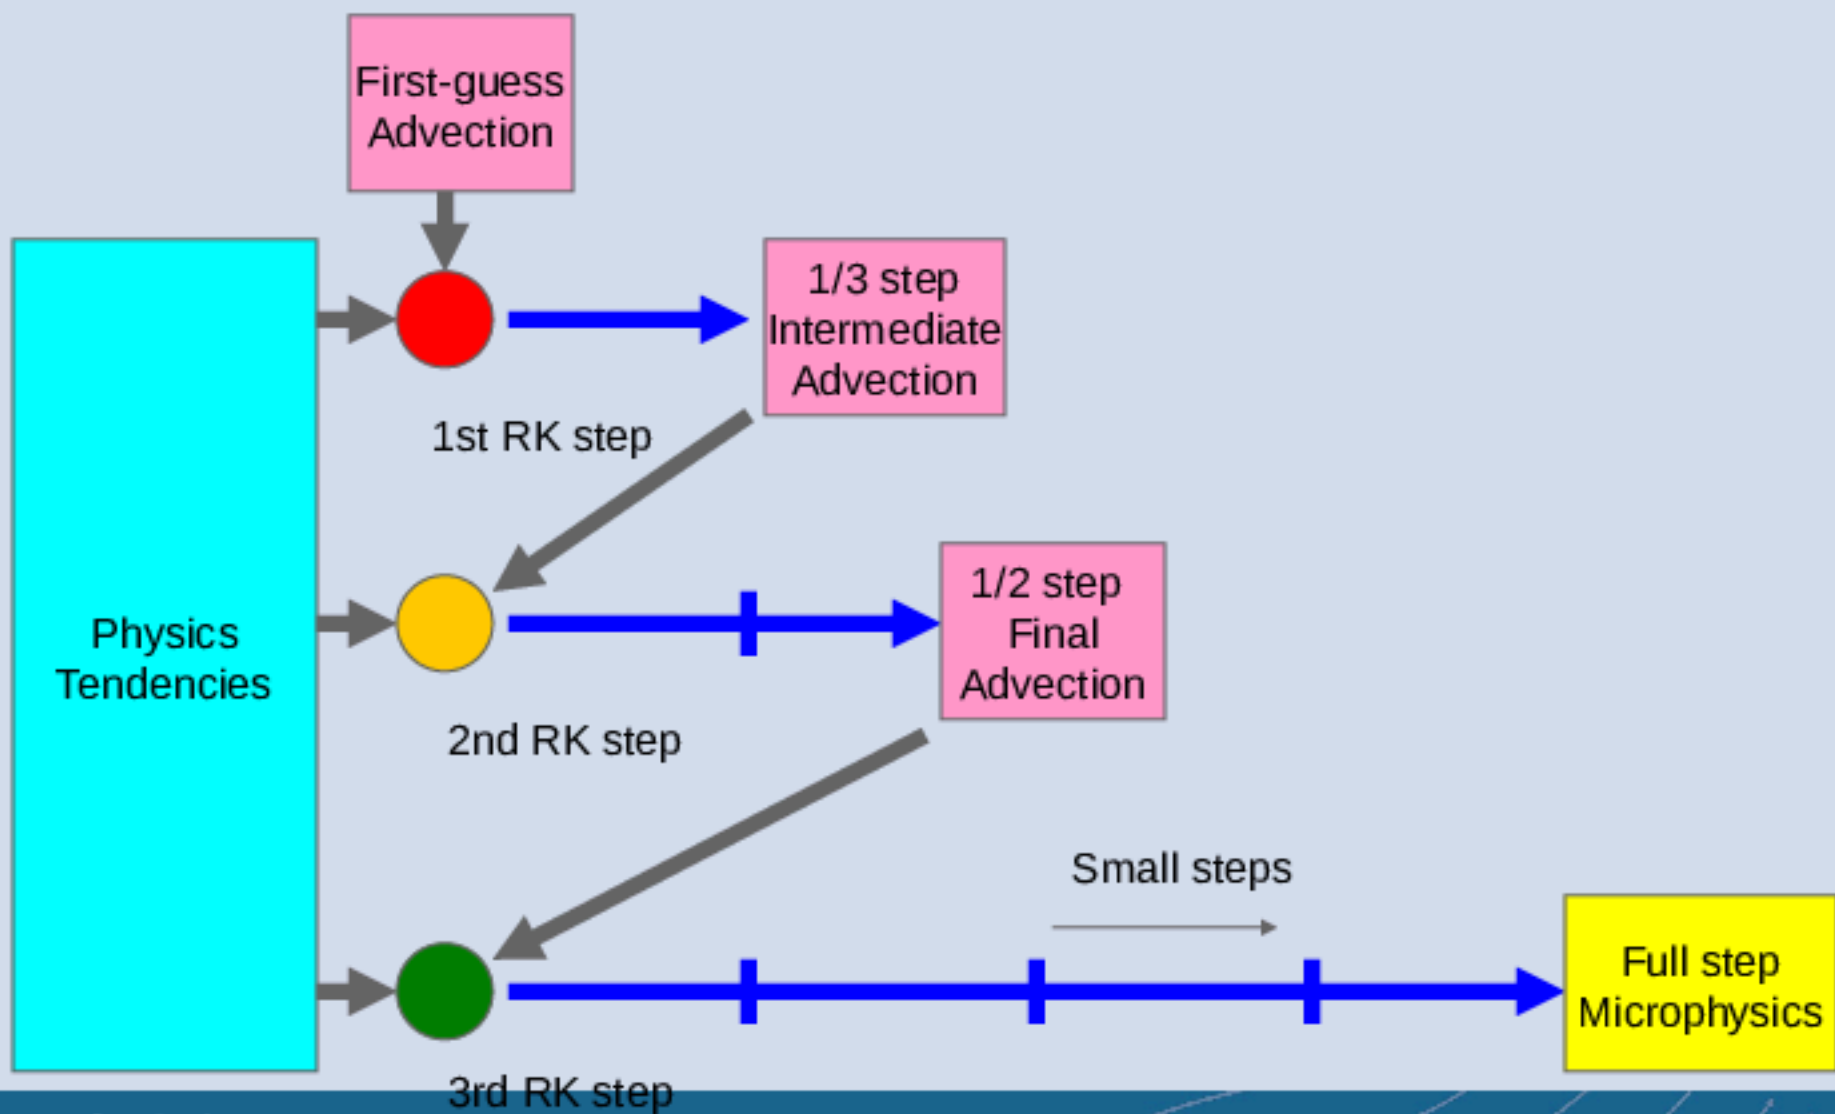 First-guess
Advection
1/3 step
Intermediate
Advection
1st RK step
1/2 step
Final
Advection
Physics
Tendencies
2nd RK step
Small steps
Full step
Microphysics
3rd RK step